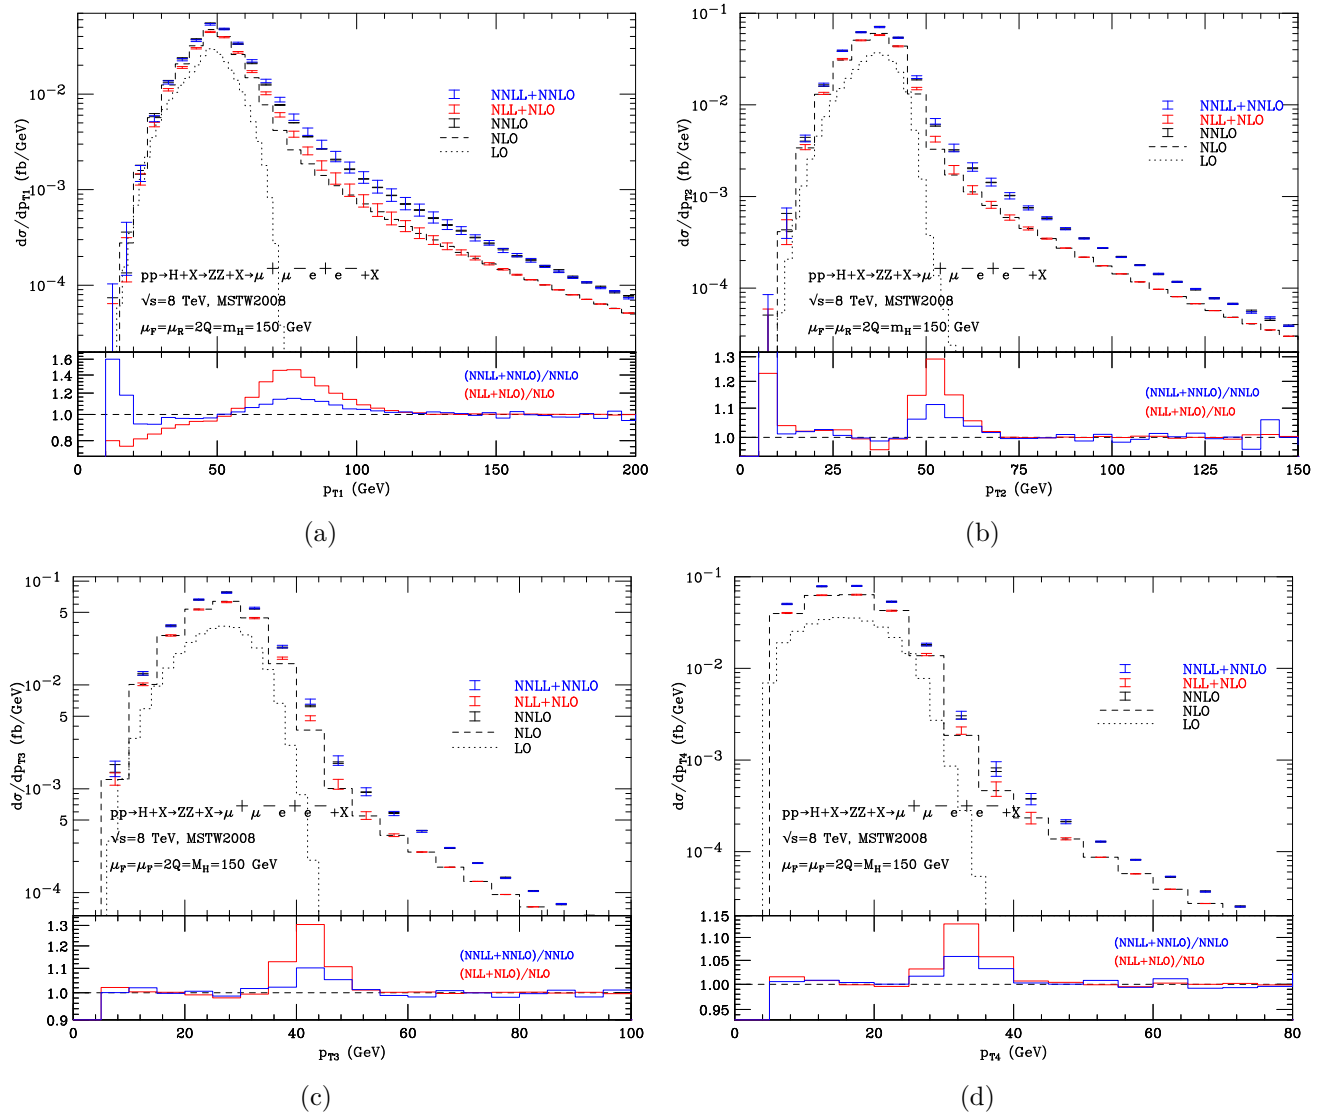 dσ/dp_T1 (fb/GeV)
10^−2
10^−3
10^−4
NNLL+NNLO
NLL+NLO
NNLO
NLO
LO
pp→H+X→ZZ+X→μ^+ μ^− e^+ e^− +X
√s=8 TeV, MSTW2008
μ_F=μ_R=2Q=m_H=150 GeV
1.6
1.4
1.2
1.0
0.8
(NNLL+NNLO)/NNLO
(NLL+NLO)/NLO
0 50 100 150 200
p_T1 (GeV)
(a)
dσ/dp_T2 (fb/GeV)
10^−1
10^−2
10^−3
10^−4
NNLL+NNLO
NLL+NLO
NNLO
NLO
LO
pp→H+X→ZZ+X→μ^+ μ^− e^+ e^− +X
√s=8 TeV, MSTW2008
μ_F=μ_R=2Q=m_H=150 GeV
1.3
1.2
1.1
1.0
(NNLL+NNLO)/NNLO
(NLL+NLO)/NLO
0 25 50 75 100 125 150
p_T2 (GeV)
(b)
dσ/dp_T3 (fb/GeV)
10^−1
5
10^−2
5
10^−3
5
10^−4
NNLL+NNLO
NLL+NLO
NNLO
NLO
LO
pp→H+X→ZZ+X→μ^+ μ^− e^+ e^− +X
√s=8 TeV, MSTW2008
μ_F=μ_F=2Q=M_H=150 GeV
1.3
1.2
1.1
1.0
0.9
(NNLL+NNLO)/NNLO
(NLL+NLO)/NLO
0 20 40 60 80 100
p_T3 (GeV)
(c)
dσ/dp_T4 (fb/GeV)
10^−1
10^−2
10^−3
10^−4
NNLL+NNLO
NLL+NLO
NNLO
NLO
LO
pp→H+X→ZZ+X→μ^+ μ^− e^+ e^− +X
√s=8 TeV, MSTW2008
μ_F=μ_F=2Q=M_H=150 GeV
1.15
1.10
1.05
1.00
0.95
(NNLL+NNLO)/NNLO
(NLL+NLO)/NLO
0 20 40 60 80
p_T4 (GeV)
(d)